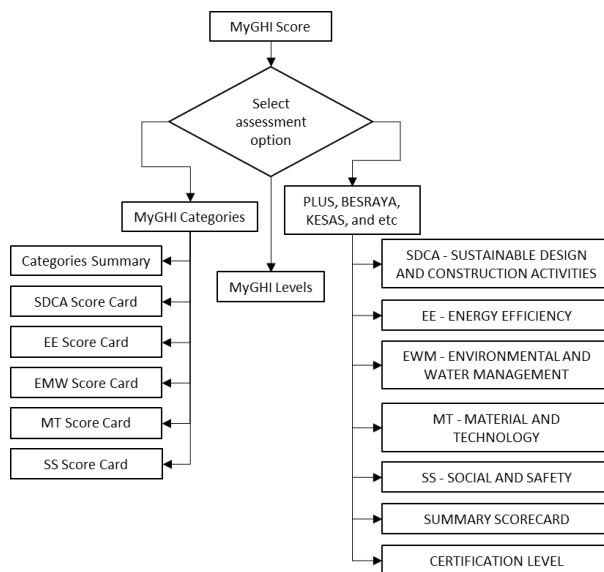 MyGHI Score
Select
assessment
option
MyGHI Categories
Categories Summary
SDCA Score Card
EE Score Card
EMW Score Card
MT Score Card
SS Score Card
MyGHI Levels
PLUS, BESRAYA,
KESAS, and etc
SDCA - SUSTAINABLE DESIGN
AND CONSTRUCTION ACTIVITIES
EE - ENERGY EFFICIENCY
EWM - ENVIRONMENTAL AND
WATER MANAGEMENT
MT - MATERIAL AND
TECHNOLOGY
SS - SOCIAL AND SAFETY
SUMMARY SCORECARD
CERTIFICATION LEVEL